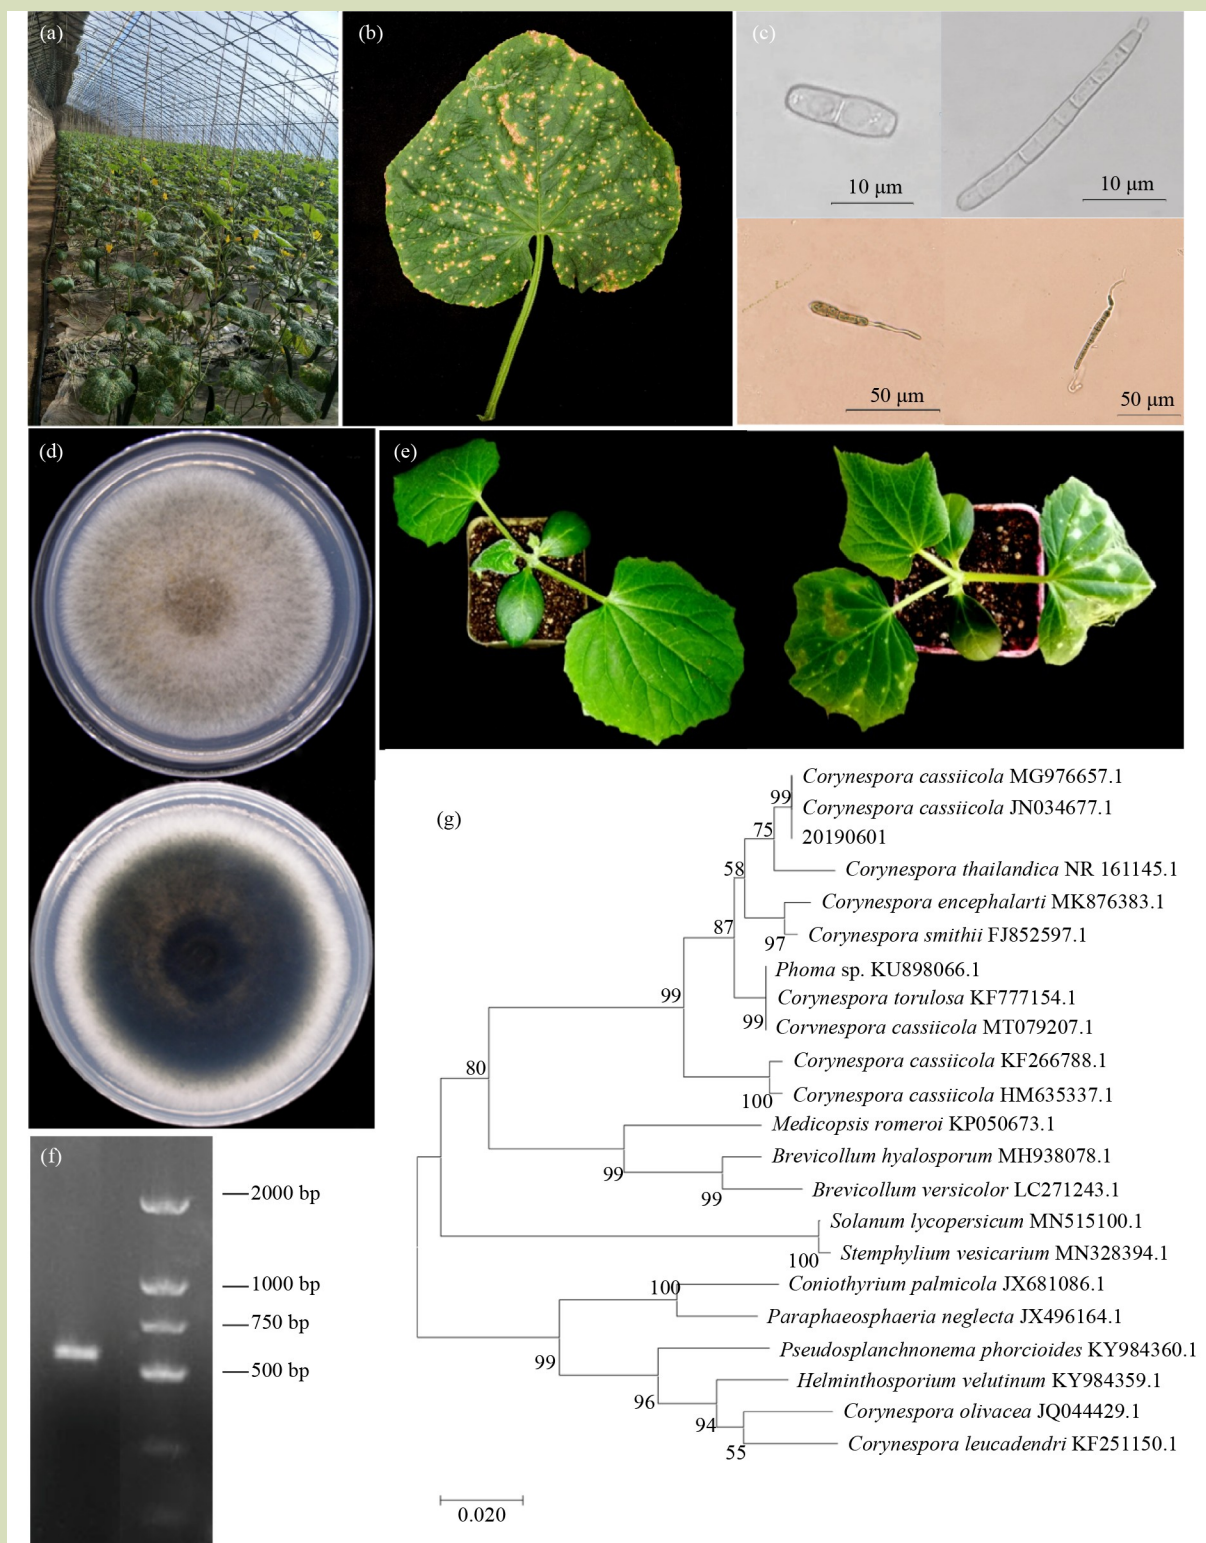 (a)
(b)
(c)
10 μm
10 μm
50 μm
50 μm
(d)
(e)
(f)
2000 bp
1000 bp
750 bp
500 bp
(g)
Corynespora cassiicola MG976657.1
99
Corynespora cassiicola JN034677.1
75
20190601
58
Corynespora thailandica NR 161145.1
Corynespora encephalarti MK876383.1
87
97
Corynespora smithii FJ852597.1
Phoma sp. KU898066.1
99
Corynespora torulosa KF777154.1
99
Corvnespora cassiicola MT079207.1
Corynespora cassiicola KF266788.1
80
100
Corynespora cassiicola HM635337.1
Medicopsis romeroi KP050673.1
Brevicollum hyalosporum MH938078.1
99
99
Brevicollum versicolor LC271243.1
Solanum lycopersicum MN515100.1
100
Stemphylium vesicarium MN328394.1
100
Coniothyrium palmicola JX681086.1
Paraphaeosphaeria neglecta JX496164.1
99
Pseudosplanchnonema phorcioides KY984360.1
Helminthosporium velutinum KY984359.1
96
Corynespora olivacea JQ044429.1
94
55
Corynespora leucadendri KF251150.1
0.020